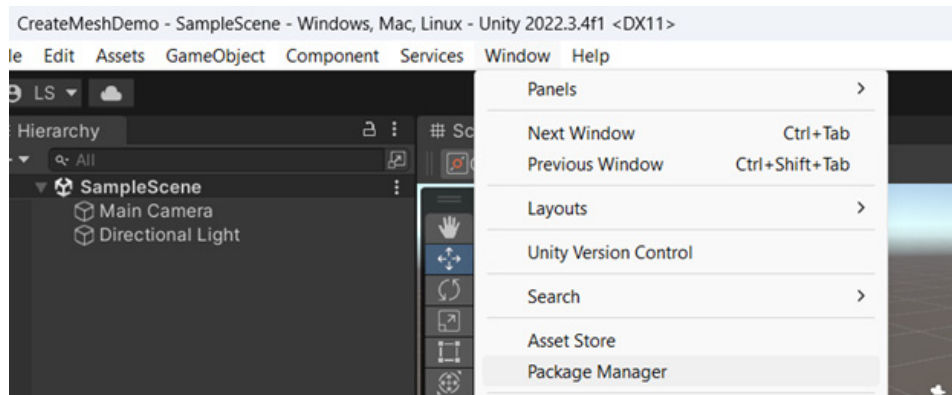 CreateMeshDemo - SampleScene - Windows, Mac, Linux - Unity 2022.3.4f1 <DX11>
le Edit Assets GameObject Component Services Window Help
LS
Hierarchy
# Sc
All
SampleScene
Main Camera
Directional Light
Panels >
Next Window Ctrl+Tab
Previous Window Ctrl+Shift+Tab
Layouts >
Unity Version Control
Search >
Asset Store
Package Manager